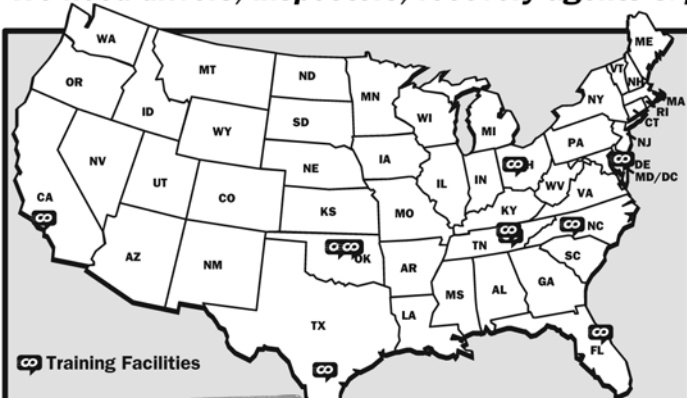 WA
ME
MT
ND
VT
NH
OR
MN
MA
ID
SD
WI
NY
RI
MI
CT
WY
NJ
PA
IA
NV
NE
H
DE
MD/DC
UT
IL
IN
WV
VA
CA
CO
KS
MO
KY
NC
TN
AZ
NM
OK
AR
SC
MS
AL
GA
LA
TX
FL
Training Facilities